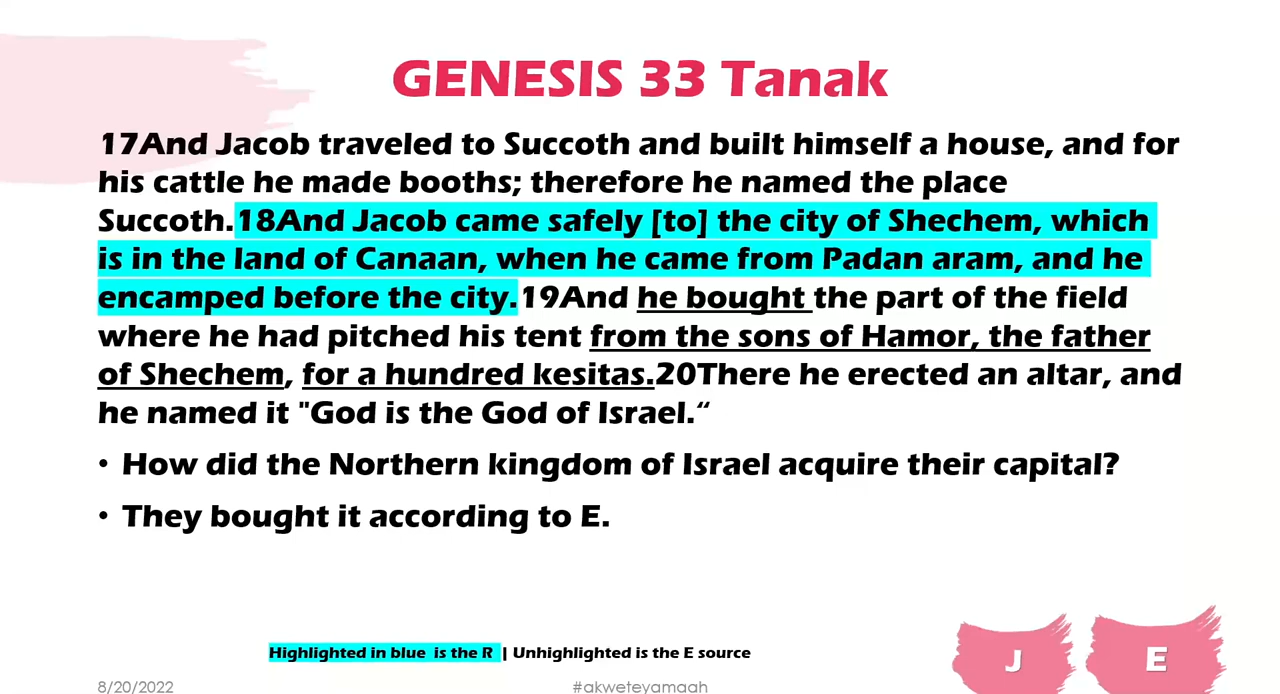 GENESIS 33 Tanak
17And Jacob traveled to Succoth and built himself a house, and for
his cattle he made booths; therefore he named the place
Succoth.18And Jacob came safely [to] the city of Shechem, which
is in the land of Canaan, when he came from Padan aram, and he
encamped before the city.19And he bought the part of the field
where he had pitched his tent from the sons of Hamor, the father
of Shechem, for a hundred kesitas.20There he erected an altar, and
he named it "God is the God of Israel.“
• How did the Northern kingdom of Israel acquire their capital?
• They bought it according to E.
Highlighted in blue is the R | Unhighlighted is the E source
J E
8/20/2022 #akweteyamaah